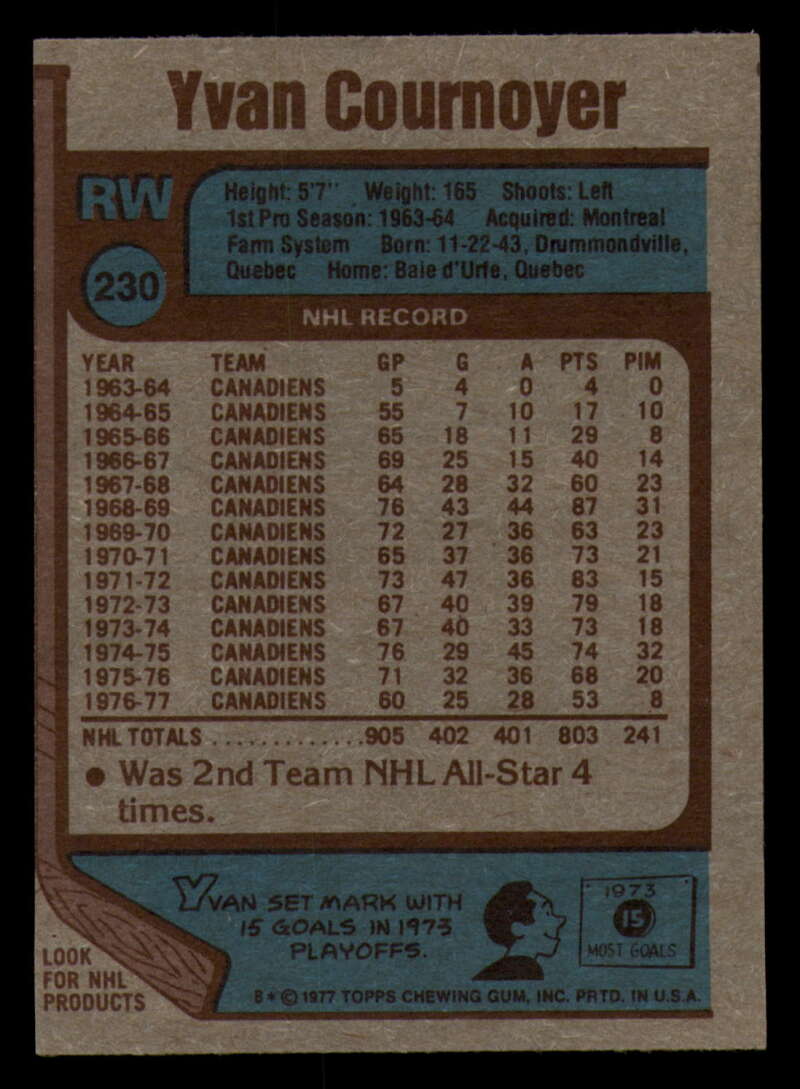 Yvan Cournoyer
RW
230
Height: 5'7" Weight: 165 Shoots: Left
1st Pro Season: 1963-64 Acquired: Montreal
Farm System Born: 11-22-43, Drummondville,
Quebec Home: Baie d'Urfe, Quebec
NHL RECORD
YEAR TEAM GP G A PTS PIM
1963-64 CANADIENS 5 4 0 4 0
1964-65 CANADIENS 55 7 10 17 10
1965-66 CANADIENS 65 18 11 29 8
1966-67 CANADIENS 69 25 15 40 14
1967-68 CANADIENS 64 28 32 60 23
1968-69 CANADIENS 76 43 44 87 31
1969-70 CANADIENS 72 27 36 63 23
1970-71 CANADIENS 65 37 36 73 21
1971-72 CANADIENS 73 47 36 83 15
1972-73 CANADIENS 67 40 39 79 18
1973-74 CANADIENS 67 40 33 73 18
1974-75 CANADIENS 76 29 45 74 32
1975-76 CANADIENS 71 32 36 68 20
1976-77 CANADIENS 60 25 28 53 8
NHL TOTALS .............905 402 401 803 241
● Was 2nd Team NHL All-Star 4
times.
YVAN SET MARK WITH
15 GOALS IN 1973
PLAYOFFS.
1973
15
MOST GOALS
LOOK
FOR NHL
PRODUCTS
B * © 1977 TOPPS CHEWING GUM, INC. PRTD. IN U.S.A.